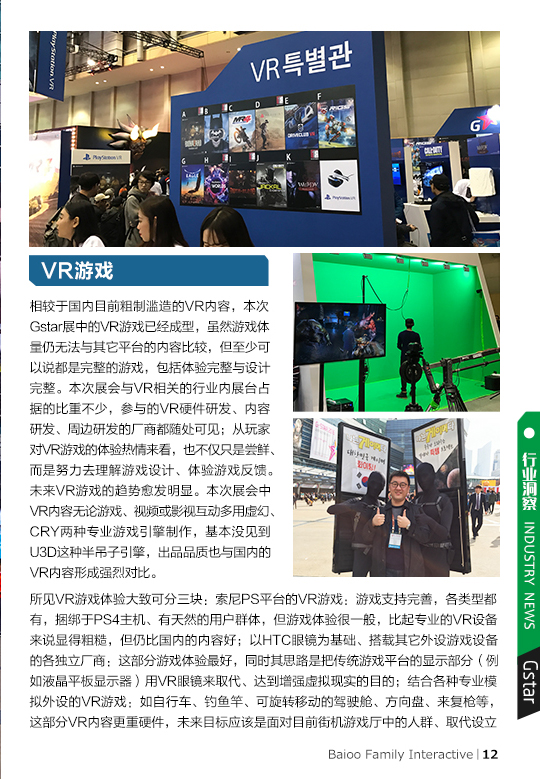 PlayStation VR
VR 특별관
A B C D E F
DRIVECLUB VR
G H I J K
PlayStation VR
PlayStation VR
VR游戏
相较于国内目前粗制滥造的VR内容，本次
Gstar展中的VR游戏已经成型，虽然游戏体
量仍无法与其它平台的内容比较，但至少可
以说都是完整的游戏，包括体验完整与设计
完整。本次展会与VR相关的行业内展台占
据的比重不少，参与的VR硬件研发、内容
研发、周边研发的厂商都随处可见；从玩家
对VR游戏的体验热情来看，也不仅只是尝鲜、
而是努力去理解游戏设计、体验游戏反馈。
未来VR游戏的趋势愈发明显。本次展会中
VR内容无论游戏、视频或影视互动多用虚幻、
CRY两种专业游戏引擎制作，基本没见到
U3D这种半吊子引擎，出品品质也与国内的
VR内容形成强烈对比。
所见VR游戏体验大致可分三块：索尼PS平台的VR游戏；游戏支持完善，各类型都
有，捆绑于PS4主机、有天然的用户群体，但游戏体验很一般，比起专业的VR设备
来说显得粗糙，但仍比国内的内容好；以HTC眼镜为基础、搭载其它外设游戏设备
的各独立厂商；这部分游戏体验最好，同时其思路是把传统游戏平台的显示部分（例
如液晶平板显示器）用VR眼镜来取代、达到增强虚拟现实的目的；结合各种专业模
拟外设的VR游戏；如自行车、钓鱼竿、可旋转移动的驾驶舱、方向盘、来复枪等，
这部分VR内容更重硬件，未来目标应该是面对目前街机游戏厅中的人群、取代设立
行业洞察 INDUSTRY NEWS
Gstar
Baioo Family Interactive | 12